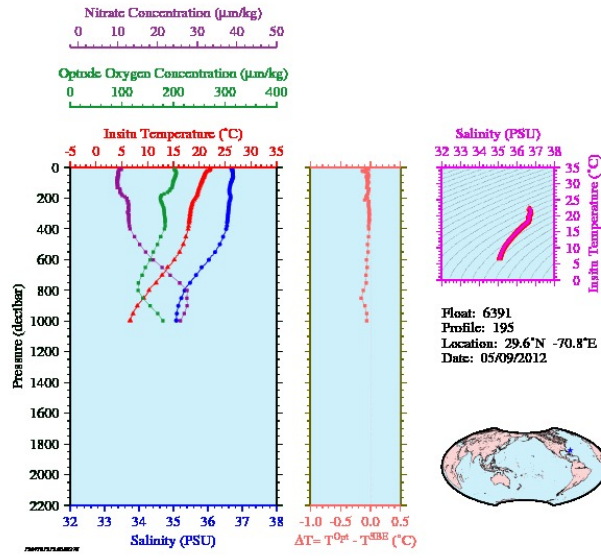 Nitrate Concentration (μm/kg)
0 10 20 30 40 50
Optode Oxygen Concentration (μm/kg)
0 100 200 300 400
Insitu Temperature (°C)
-5 0 5 10 15 20 25 30 35
Salinity (PSU)
32 33 34 35 36 37 38
0
200
400
600
800
1000
1200
1400
1600
1800
2000
2200
Pressure (decibar)
32 33 34 35 36 37 38
Salinity (PSU)
-1.0 -0.5 0.0 0.5
ΔT= T^Opt - T^SBE (°C)
35
30
25
20
15
10
5
0
Insitu Temperature (°C)
Float: 6391
Profile: 195
Location: 29.6°N -70.8°E
Date: 05/09/2012